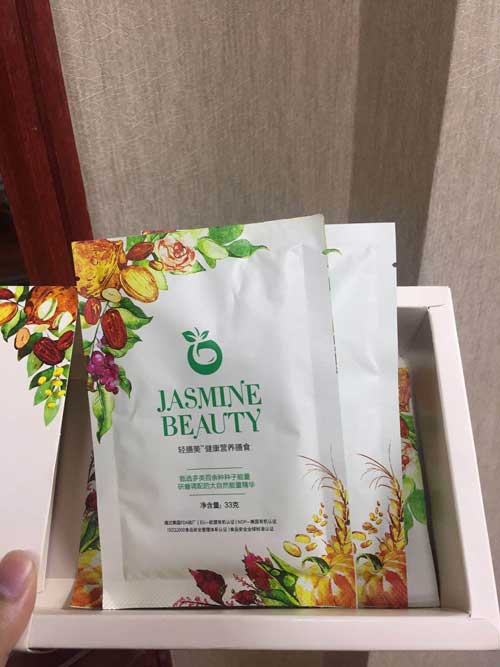 JASMINE
BEAUTY
轻膳美™健康营养膳食
甄选多类百余种种子能量
研磨调配的大自然能量精华
净含量：33克